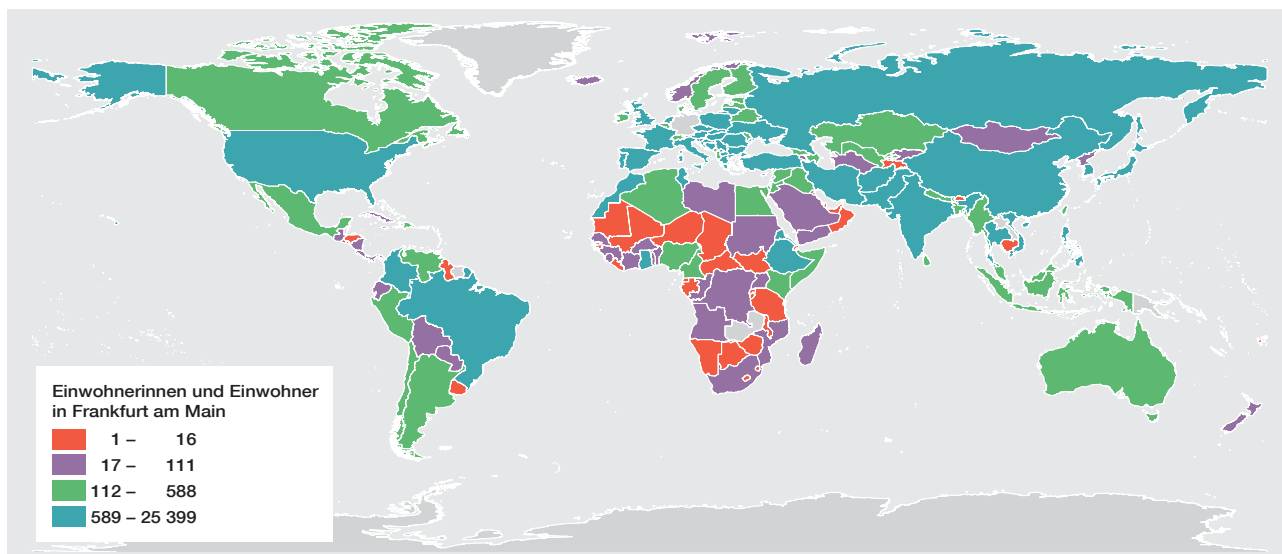 Einwohnerinnen und Einwohner
in Frankfurt am Main
1 – 16
17 – 111
112 – 588
589 – 25 399